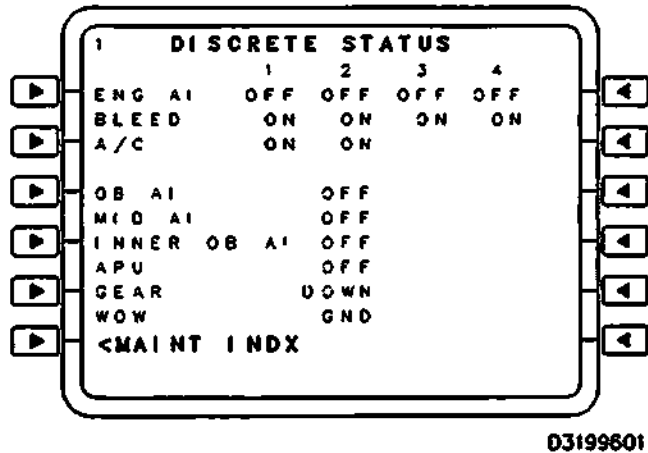 1 DISCRETE STATUS
1 2 3 4
ENG AI OFF OFF OFF OFF
BLEED ON ON ON ON
A/C ON ON
OB AI OFF
MID AI OFF
INNER OB AI OFF
APU OFF
GEAR DOWN
WOW GND
<MAINT INDX
D3199601